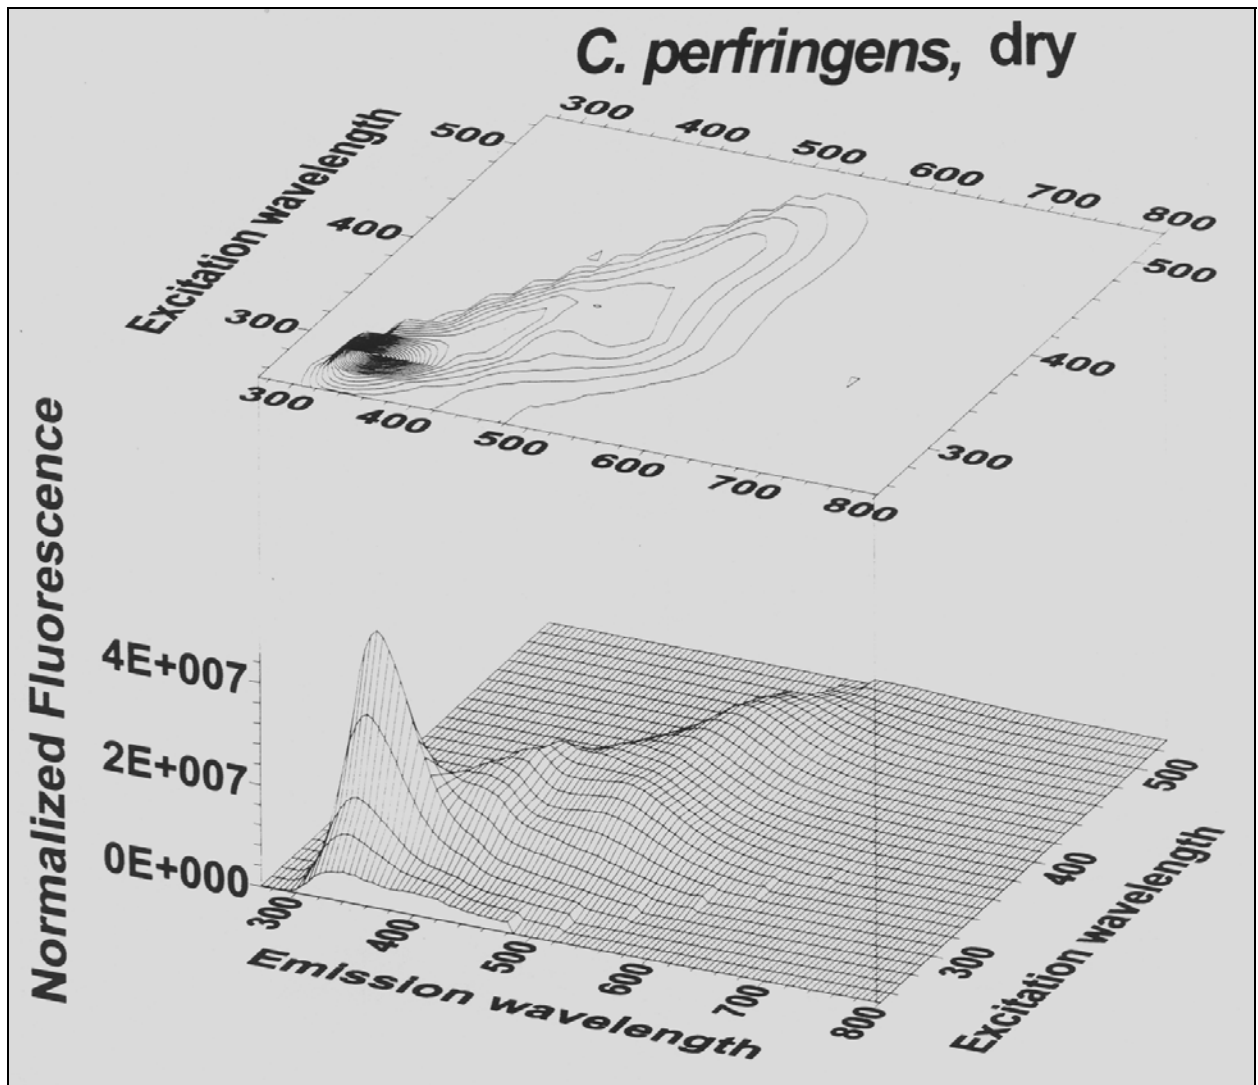 C. perfringens, dry
300 400 500 600 700 800
Excitation wavelength
500
400
300
500
400
300
300 400 500 600 700 800
Normalized Fluorescence
4E+007
2E+007
0E+000
300 400 500 600 700 800
Emission wavelength
500
400
300
Excitation wavelength